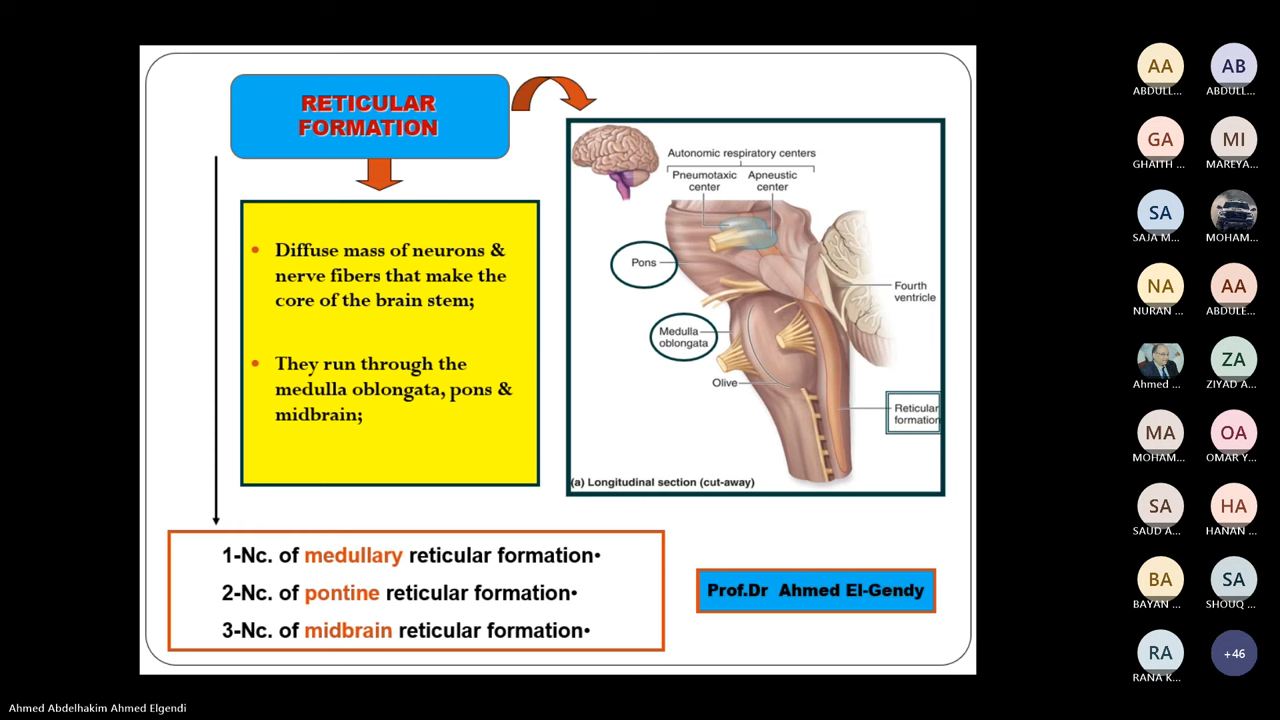 RETICULAR
FORMATION
• Diffuse mass of neurons &
nerve fibers that make the
core of the brain stem;
• They run through the
medulla oblongata, pons &
midbrain;
Autonomic respiratory centers
Pneumotaxic
center
Apneustic
center
Pons
Medulla
oblongata
Olive
Fourth
ventricle
Reticular
formation
(a) Longitudinal section (cut-away)
1-Nc. of medullary reticular formation•
2-Nc. of pontine reticular formation•
3-Nc. of midbrain reticular formation•
Prof.Dr Ahmed El-Gendy
AA
ABDULL...
AB
ABDULL...
GA
GHAITH ...
MI
MAREYA...
SA
SAJA M...
MOHAM...
NA
NURAN ...
AA
ABDULE...
Ahmed ...
ZA
ZIYAD A...
MA
MOHAM...
OA
OMAR Y...
SA
SAUD A...
HA
HANAN ...
BA
BAYAN ...
SA
SHOUQ ...
RA
RANA K...
+46
Ahmed Abdelhakim Ahmed Elgendi